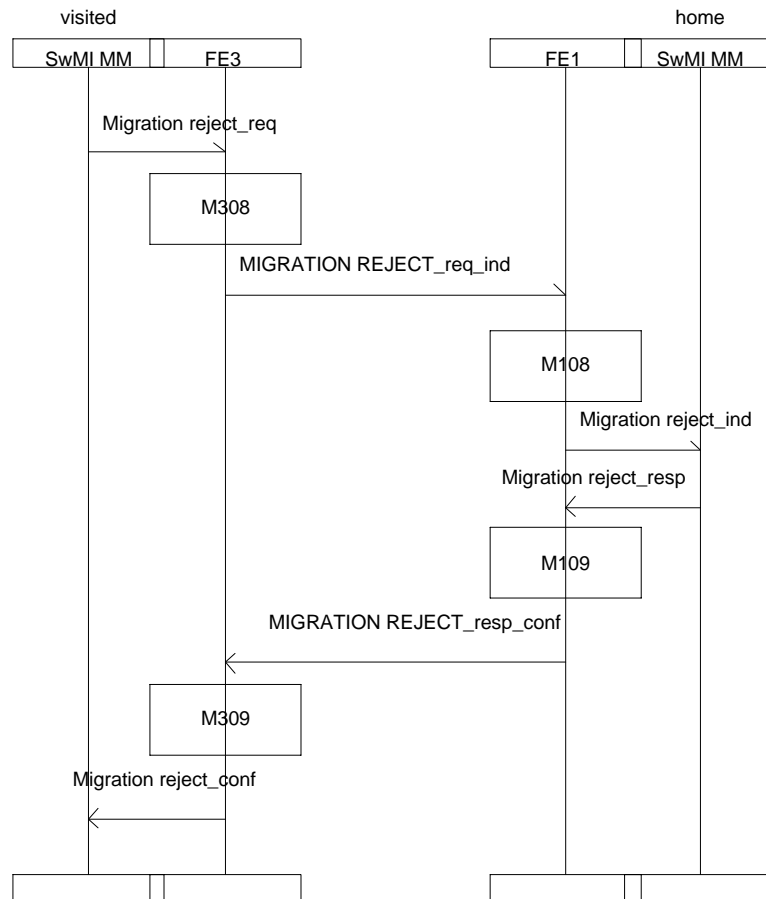 visited home
SwMI MM FE3 FE1 SwMI MM
Migration reject_req
M308
MIGRATION REJECT_req_ind
M108
Migration reject_ind
Migration reject_resp
M109
MIGRATION REJECT_resp_conf
M309
Migration reject_conf